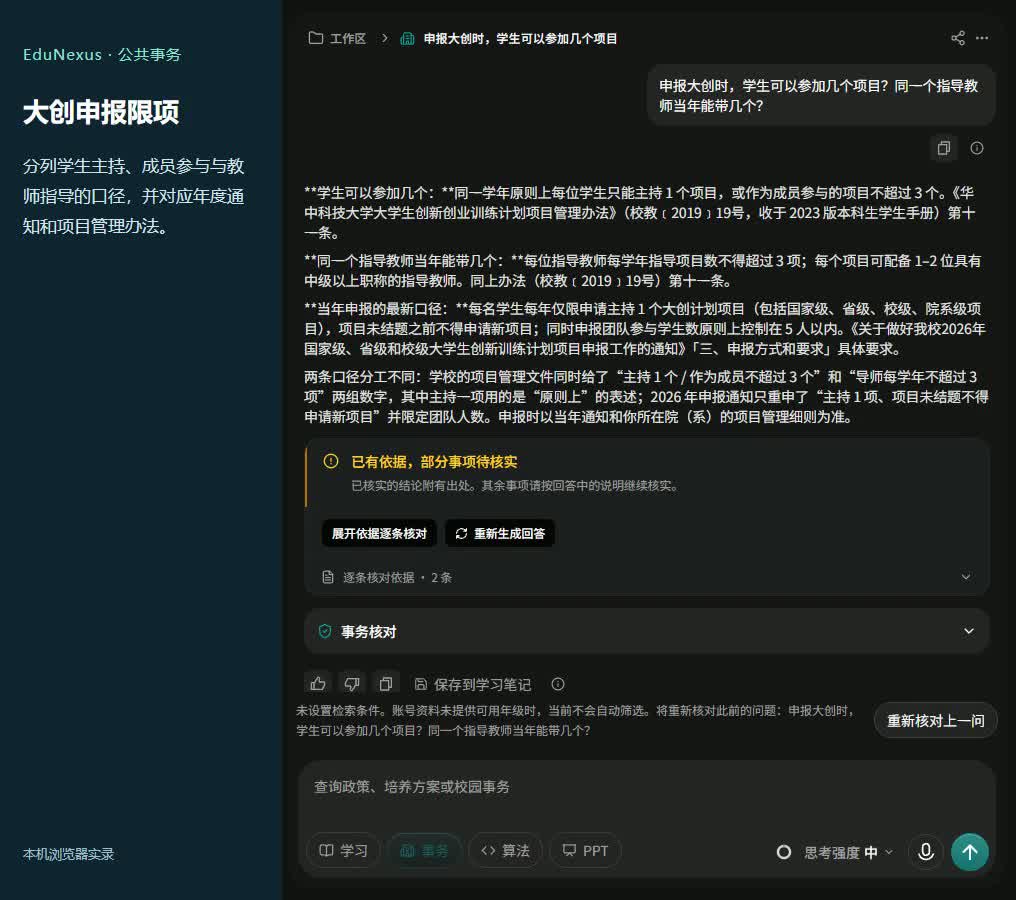 EduNexus · 公共事务
大创申报限项
分列学生主持、成员参与与教
师指导的口径，并对应年度通
知和项目管理办法。
本机浏览器实录
工作区 > 申报大创时，学生可以参加几个项目
申报大创时，学生可以参加几个项目？同一个指导教
师当年能带几个？
**学生可以参加几个：**同一学年原则上每位学生只能主持 1 个项目，或作为成员参与的项目不超过 3 个。《华
中科技大学大学生创新创业训练计划项目管理办法》（校教﹝2019﹞19号，收于 2023 版本科生学生手册）第十
一条。
**同一个指导教师当年能带几个：**每位指导教师每学年指导项目数不得超过 3 项；每个项目可配备 1–2 位具有
中级以上职称的指导教师。同上办法（校教﹝2019﹞19号）第十一条。
**当年申报的最新口径：**每名学生每年仅限申请主持 1 个大创计划项目（包括国家级、省级、校级、院系级项
目），项目未结题之前不得申请新项目；同时申报团队参与学生数原则上控制在 5 人以内。《关于做好我校2026年
国家级、省级和校级大学生创新训练计划项目申报工作的通知》「三、申报方式和要求」具体要求。
两条口径分工不同：学校的项目管理文件同时给了“主持 1 个 / 作为成员不超过 3 个”和“导师每学年不超过 3
项”两组数字，其中主持一项用的是“原则上”的表述；2026 年申报通知只重申了“主持 1 项、项目未结题不得
申请新项目”并限定团队人数。申报时以当年通知和你所在院（系）的项目管理细则为准。
已有依据，部分事项待核实
已核实的结论附有出处。其余事项请按回答中的说明继续核实。
展开依据逐条核对 重新生成回答
逐条核对依据 · 2 条
事务核对
保存到学习笔记
未设置检索条件。账号资料未提供可用年级时，当前不会自动筛选。将重新核对此前的问题：申报大创时，
学生可以参加几个项目？同一个指导教师当年能带几个？
重新核对上一问
查询政策、培养方案或校园事务
学习 事务 算法 PPT 思考强度 中